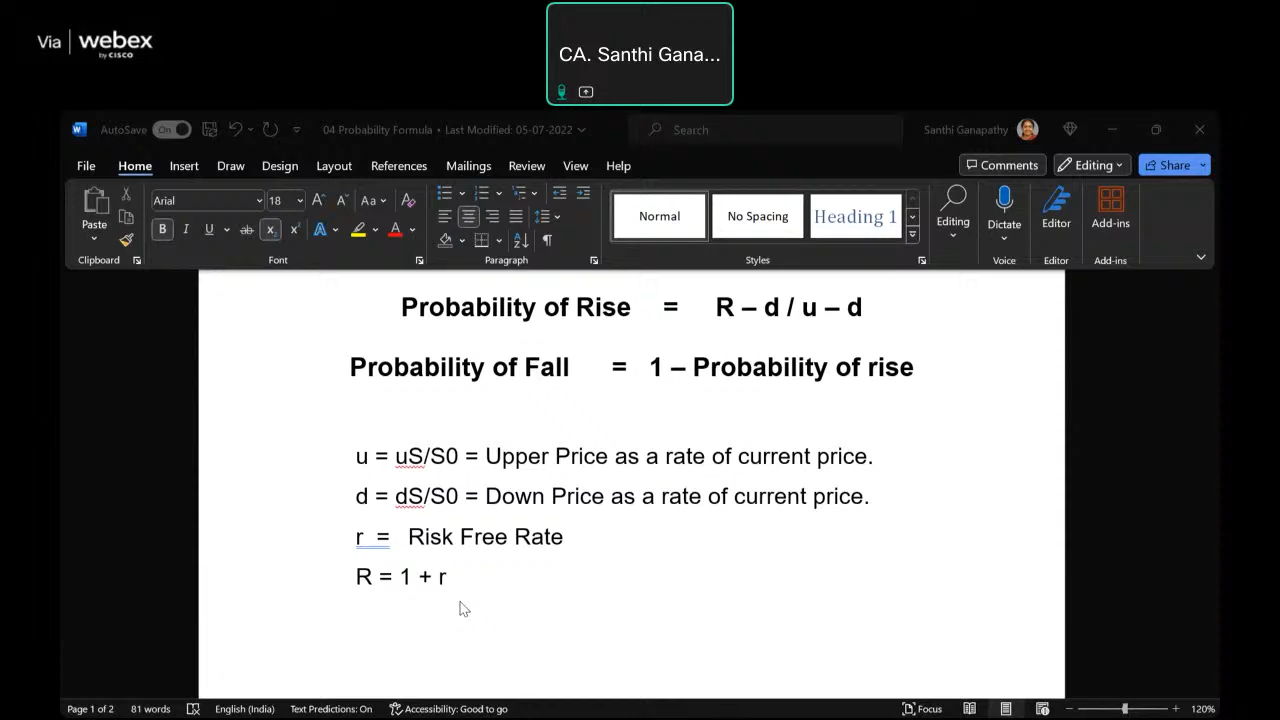 Via | webex
by CISCO
CA. Santhi Gana...
AutoSave On
04 Probability Formula • Last Modified: 05-07-2022
Search
Santhi Ganapathy
File Home Insert Draw Design Layout References Mailings Review View Help
Comments Editing Share
Paste
Arial 18
Normal
No Spacing
Heading 1
Editing
Dictate
Editor
Add-ins
Clipboard
Font
Paragraph
Styles
Voice
Editor
Add-ins
Probability of Rise = R – d / u – d
Probability of Fall = 1 – Probability of rise
u = uS/S0 = Upper Price as a rate of current price.
d = dS/S0 = Down Price as a rate of current price.
r = Risk Free Rate
R = 1 + r
Page 1 of 2 81 words English (India) Text Predictions: On Accessibility: Good to go Focus 120%